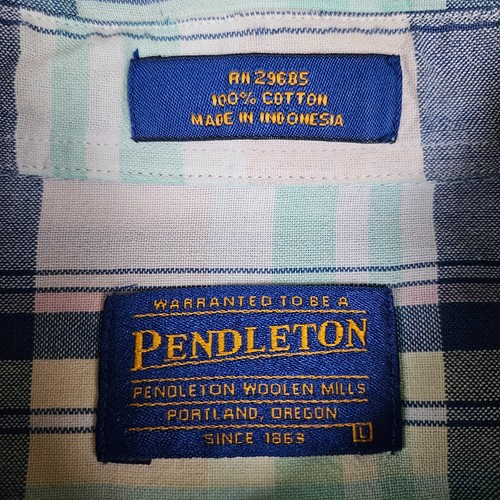 RN 29685
100% COTTON
MADE IN INDONESIA
WARRANTED TO BE A
PENDLETON
PENDLETON WOOLEN MILLS
PORTLAND, OREGON
SINCE 1863
L